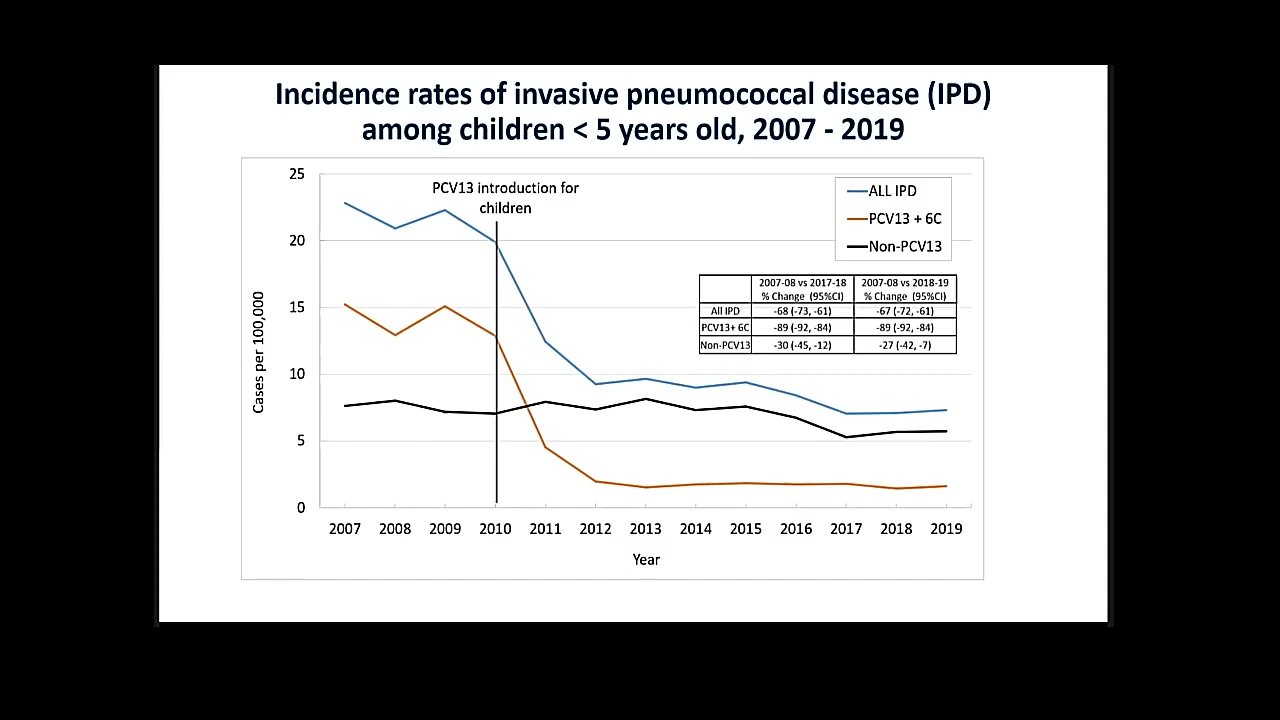 Incidence rates of invasive pneumococcal disease (IPD)
among children < 5 years old, 2007 - 2019
PCV13 introduction for
children
ALL IPD
PCV13 + 6C
Non-PCV13
2007-08 vs 2017-18 2007-08 vs 2018-19
% Change (95%CI) % Change (95%CI)
All IPD -68 (-73, -61) -67 (-72, -61)
PCV13+ 6C -89 (-92, -84) -89 (-92, -84)
Non-PCV13 -30 (-45, -12) -27 (-42, -7)
Cases per 100,000
25
20
15
10
5
0
2007 2008 2009 2010 2011 2012 2013 2014 2015 2016 2017 2018 2019
Year